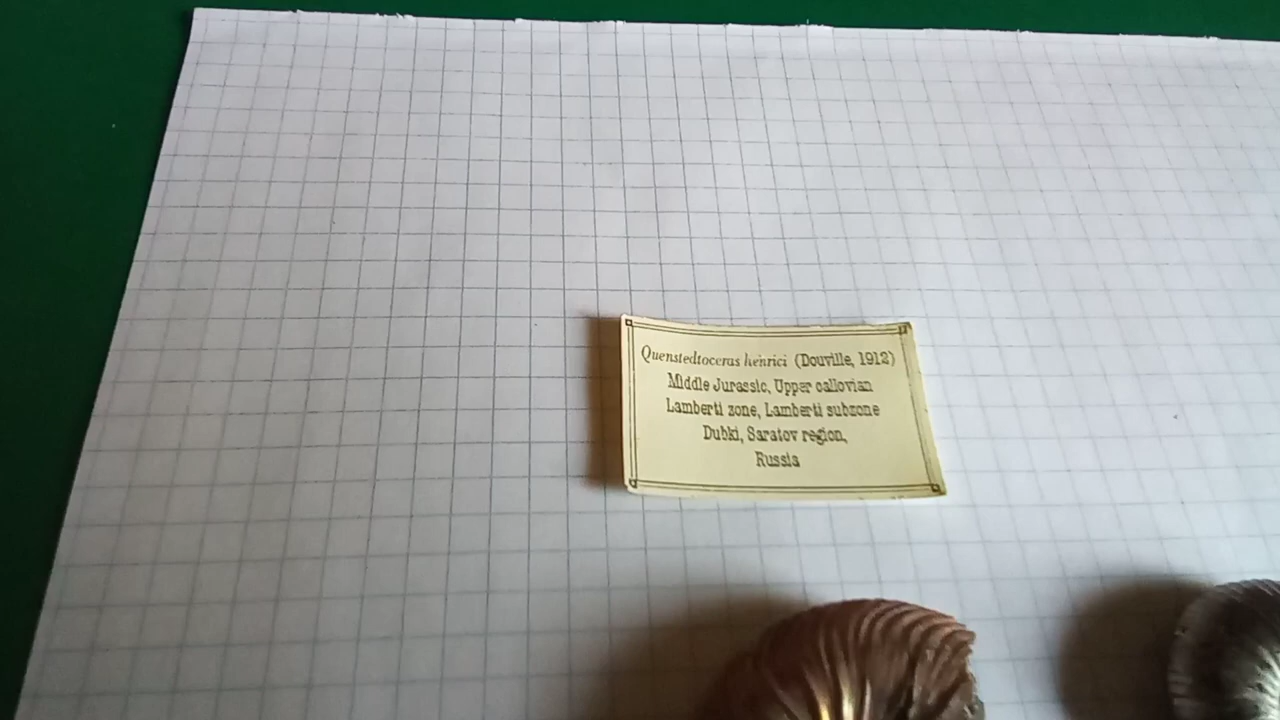 Quenstedtoceras henrici (Douville, 1912)
Middle Jurassic, Upper callovian
Lamberti zone, Lamberti subzone
Dubki, Saratov region,
Russia